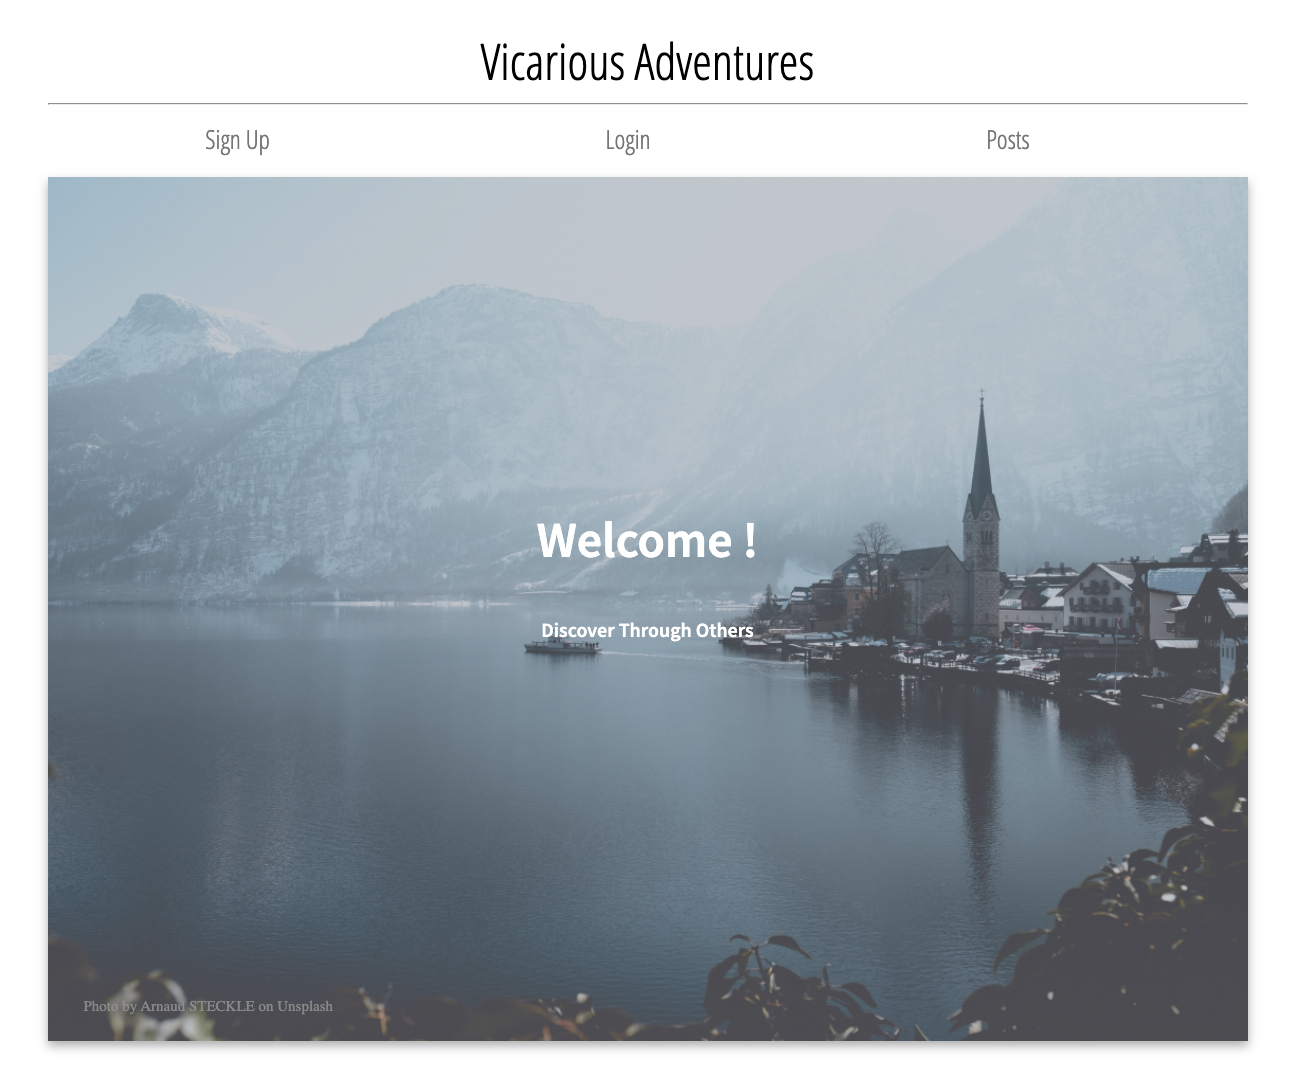 Vicarious Adventures
Sign Up
Login
Posts
Welcome !
Discover Through Others
Photo by Arnaud STECKLE on Unsplash